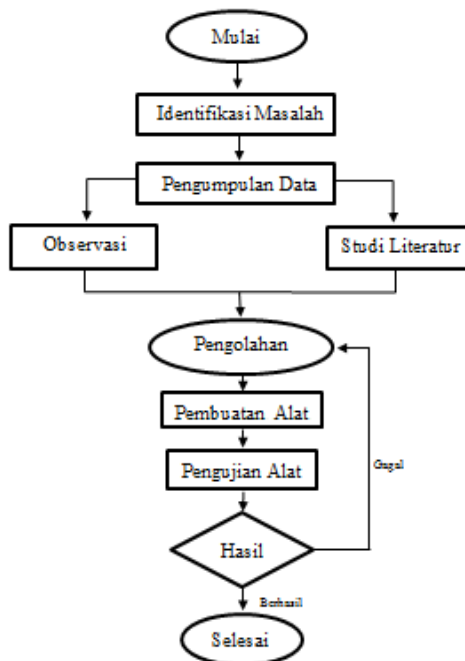 Mulai
Identifikasi Masalah
Pengumpulan Data
Observasi
Studi Literatur
Pengolahan
Pembuatan Alat
Pengujian Alat
Gagal
Hasil
Berhasil
Selesai